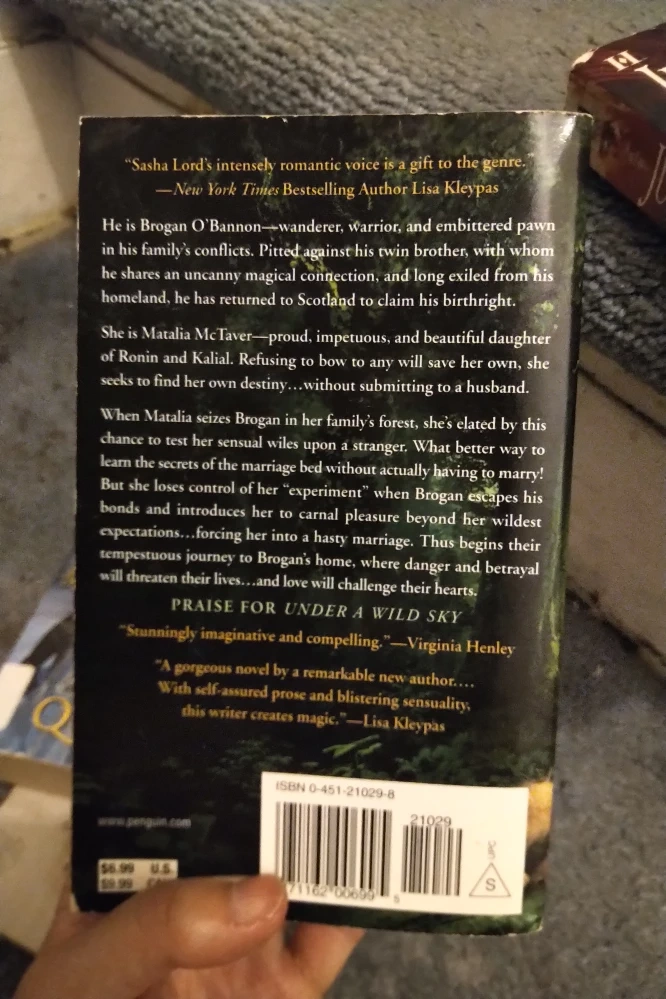 "Sasha Lord's intensely romantic voice is a gift to the genre."
—New York Times Bestselling Author Lisa Kleypas
He is Brogan O'Bannon—wanderer, warrior, and embittered pawn
in his family's conflicts. Pitted against his twin brother, with whom
he shares an uncanny magical connection, and long exiled from his
homeland, he has returned to Scotland to claim his birthright.
She is Matalia McTaver—proud, impetuous, and beautiful daughter
of Ronin and Kalial. Refusing to bow to any will save her own, she
seeks to find her own destiny...without submitting to a husband.
When Matalia seizes Brogan in her family's forest, she's elated by this
chance to test her sensual wiles upon a stranger. What better way to
learn the secrets of the marriage bed without actually having to marry!
But she loses control of her "experiment" when Brogan escapes his
bonds and introduces her to carnal pleasure beyond her wildest
expectations...forcing her into a hasty marriage. Thus begins their
tempestuous journey to Brogan's home, where danger and betrayal
will threaten their lives...and love will challenge their hearts.
PRAISE FOR UNDER A WILD SKY
"Stunningly imaginative and compelling."—Virginia Henley
"A gorgeous novel by a remarkable new author....
With self-assured prose and blistering sensuality,
this writer creates magic."—Lisa Kleypas
ISBN 0-451-21029-8
21029
UPC
S
71162 00699 5
www.penguin.com
$6.99 U.S.
$9.99
Q